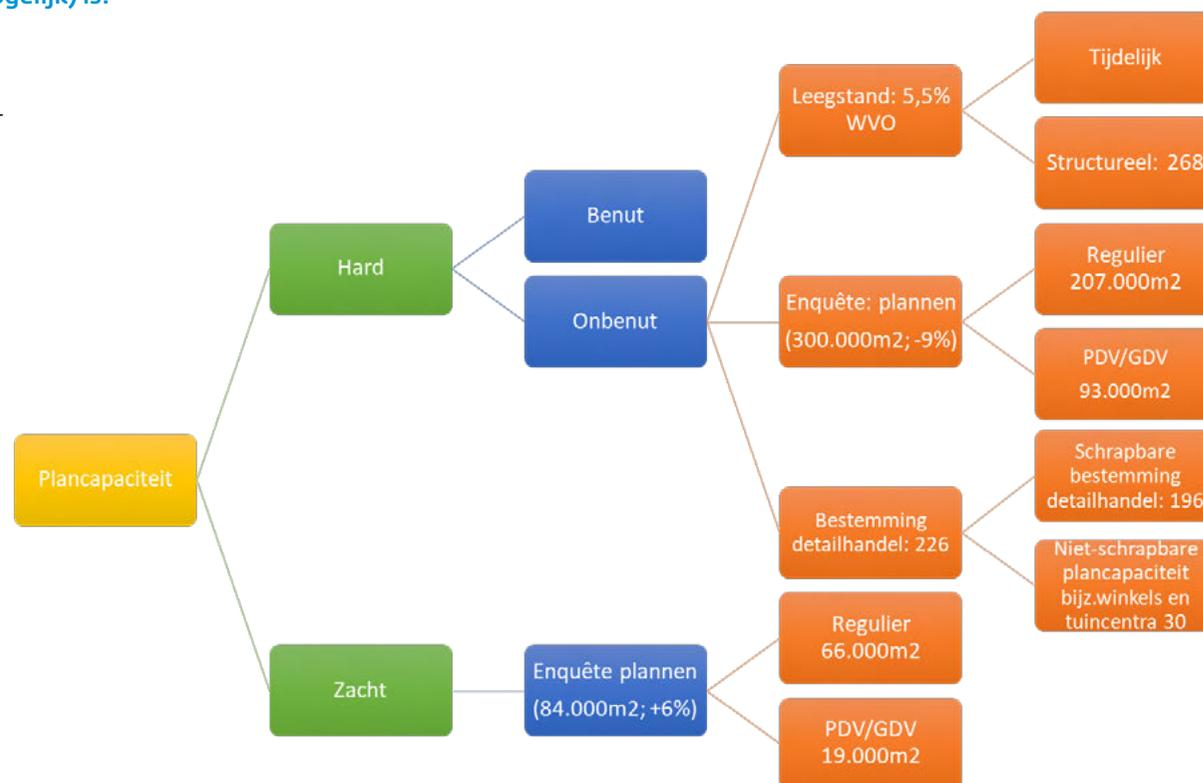 Tijdelijk
Leegstand: 5,5%
WVO
Structureel: 268
Benut
Hard
Regulier
207.000m2
Enquête: plannen
(300.000m2; -9%)
Onbenut
PDV/GDV
93.000m2
Plancapaciteit
Schrapbare
bestemming
detailhandel: 196
Bestemming
detailhandel: 226
Niet-schrapbare
plancapaciteit
bijz.winkels en
tuincentra 30
Regulier
66.000m2
Zacht
Enquête plannen
(84.000m2; +6%)
PDV/GDV
19.000m2